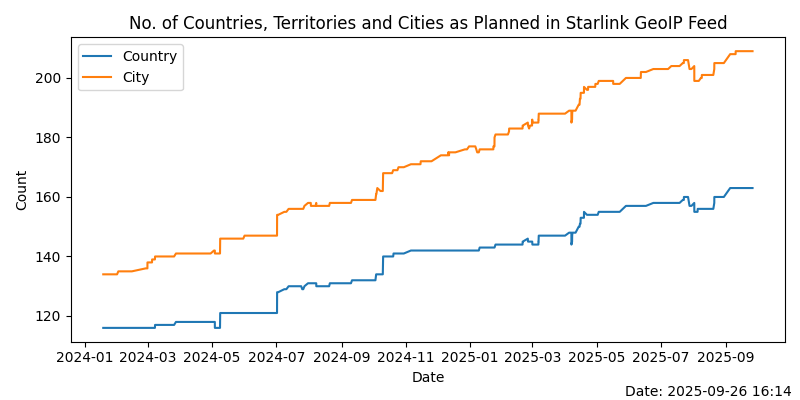 No. of Countries, Territories and Cities as Planned in Starlink GeoIP Feed
Country
City
200
180
160
140
120
Count
2024-01 2024-03 2024-05 2024-07 2024-09 2024-11 2025-01 2025-03 2025-05 2025-07 2025-09
Date
Date: 2025-09-26 16:14